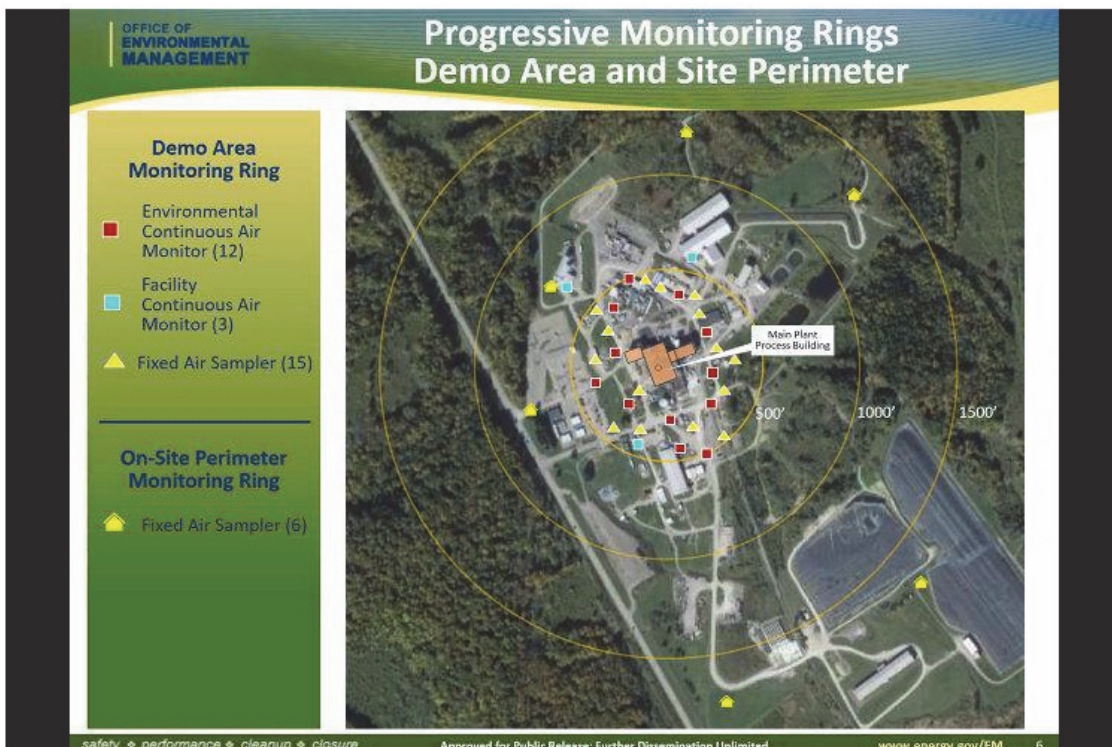 OFFICE OF
ENVIRONMENTAL
MANAGEMENT
Progressive Monitoring Rings
Demo Area and Site Perimeter
Demo Area
Monitoring Ring
Environmental
Continuous Air
Monitor (12)
Facility
Continuous Air
Monitor (3)
Fixed Air Sampler (15)
On-Site Perimeter
Monitoring Ring
Fixed Air Sampler (6)
Main Plant
Process Building
500'
1000'
1500'
safety ❖ performance ❖ cleanup ❖ closure
Approved for Public Release: Further Dissemination Unlimited
www.energy.gov/EM
6